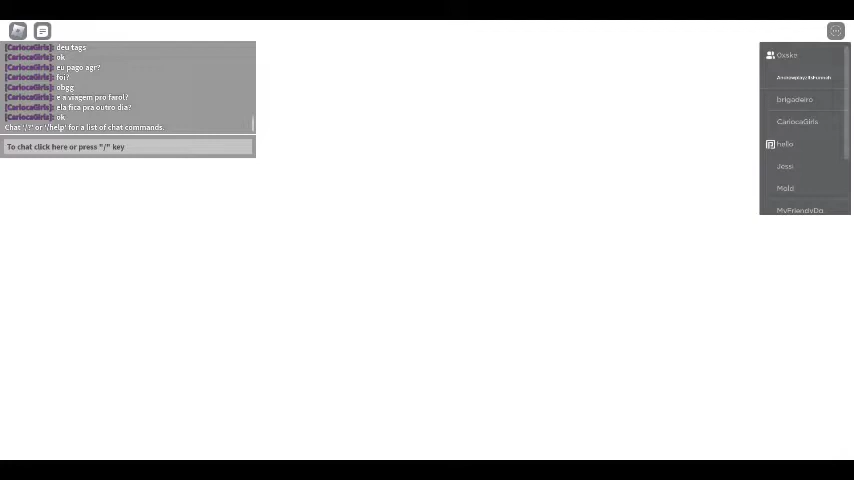 [CariocaGirls]: deu tags
[CariocaGirls]: ok
[CariocaGirls]: eu pago agr?
[CariocaGirls]: foi?
[CariocaGirls]: obgg
[CariocaGirls]: e a viagem pro farol?
[CariocaGirls]: ela fica pra outro dia?
[CariocaGirls]: ok
Chat '/?' or '/help' for a list of chat commands.
To chat click here or press "/" key
0xske
brigadeiro
CariocaGirls
hello
Jessi
Mold
MyFriendyDo